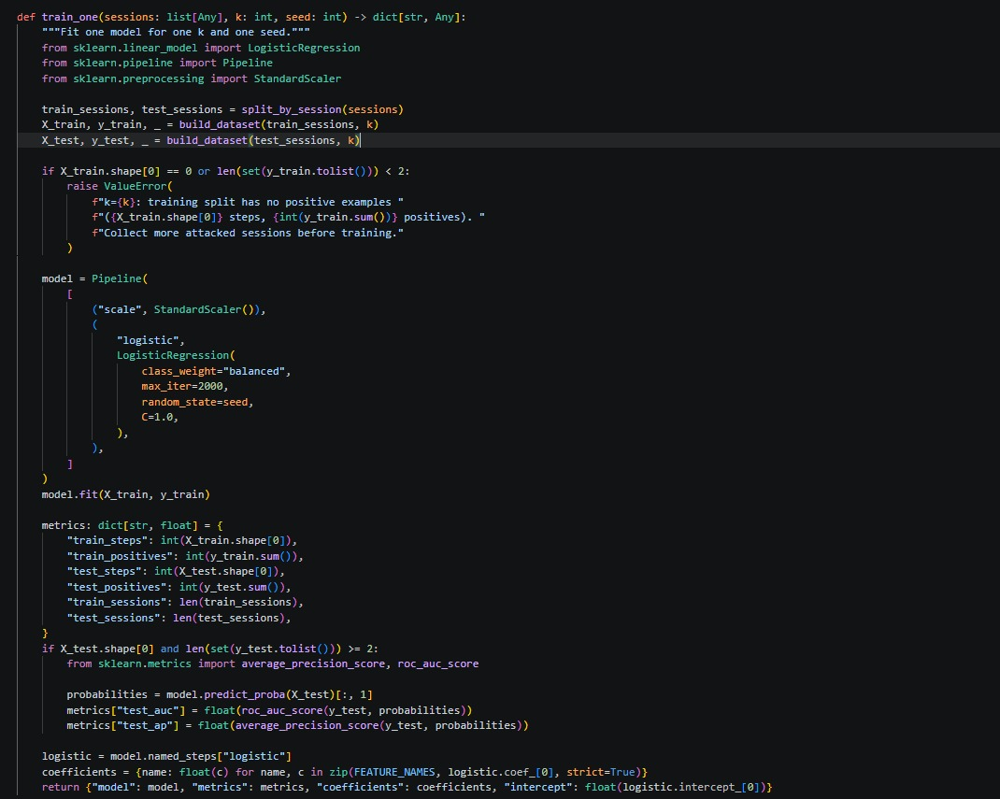 def train_one(sessions: list[Any], k: int, seed: int) -> dict[str, Any]:
    """Fit one model for one k and one seed."""
    from sklearn.linear_model import LogisticRegression
    from sklearn.pipeline import Pipeline
    from sklearn.preprocessing import StandardScaler

    train_sessions, test_sessions = split_by_session(sessions)
    X_train, y_train, _ = build_dataset(train_sessions, k)
    X_test, y_test, _ = build_dataset(test_sessions, k)

    if X_train.shape[0] == 0 or len(set(y_train.tolist())) < 2:
        raise ValueError(
            f"k={k}: training split has no positive examples "
            f"({X_train.shape[0]} steps, {int(y_train.sum())} positives). "
            f"Collect more attacked sessions before training."
        )

    model = Pipeline(
        [
            ("scale", StandardScaler()),
            (
                "logistic",
                LogisticRegression(
                    class_weight="balanced",
                    max_iter=2000,
                    random_state=seed,
                    C=1.0,
                ),
            ),
        ]
    )
    model.fit(X_train, y_train)

    metrics: dict[str, float] = {
        "train_steps": int(X_train.shape[0]),
        "train_positives": int(y_train.sum()),
        "test_steps": int(X_test.shape[0]),
        "test_positives": int(y_test.sum()),
        "train_sessions": len(train_sessions),
        "test_sessions": len(test_sessions),
    }
    if X_test.shape[0] and len(set(y_test.tolist())) >= 2:
        from sklearn.metrics import average_precision_score, roc_auc_score

        probabilities = model.predict_proba(X_test)[:, 1]
        metrics["test_auc"] = float(roc_auc_score(y_test, probabilities))
        metrics["test_ap"] = float(average_precision_score(y_test, probabilities))

    logistic = model.named_steps["logistic"]
    coefficients = {name: float(c) for name, c in zip(FEATURE_NAMES, logistic.coef_[0], strict=True)}
    return {"model": model, "metrics": metrics, "coefficients": coefficients, "intercept": float(logistic.intercept_[0])}